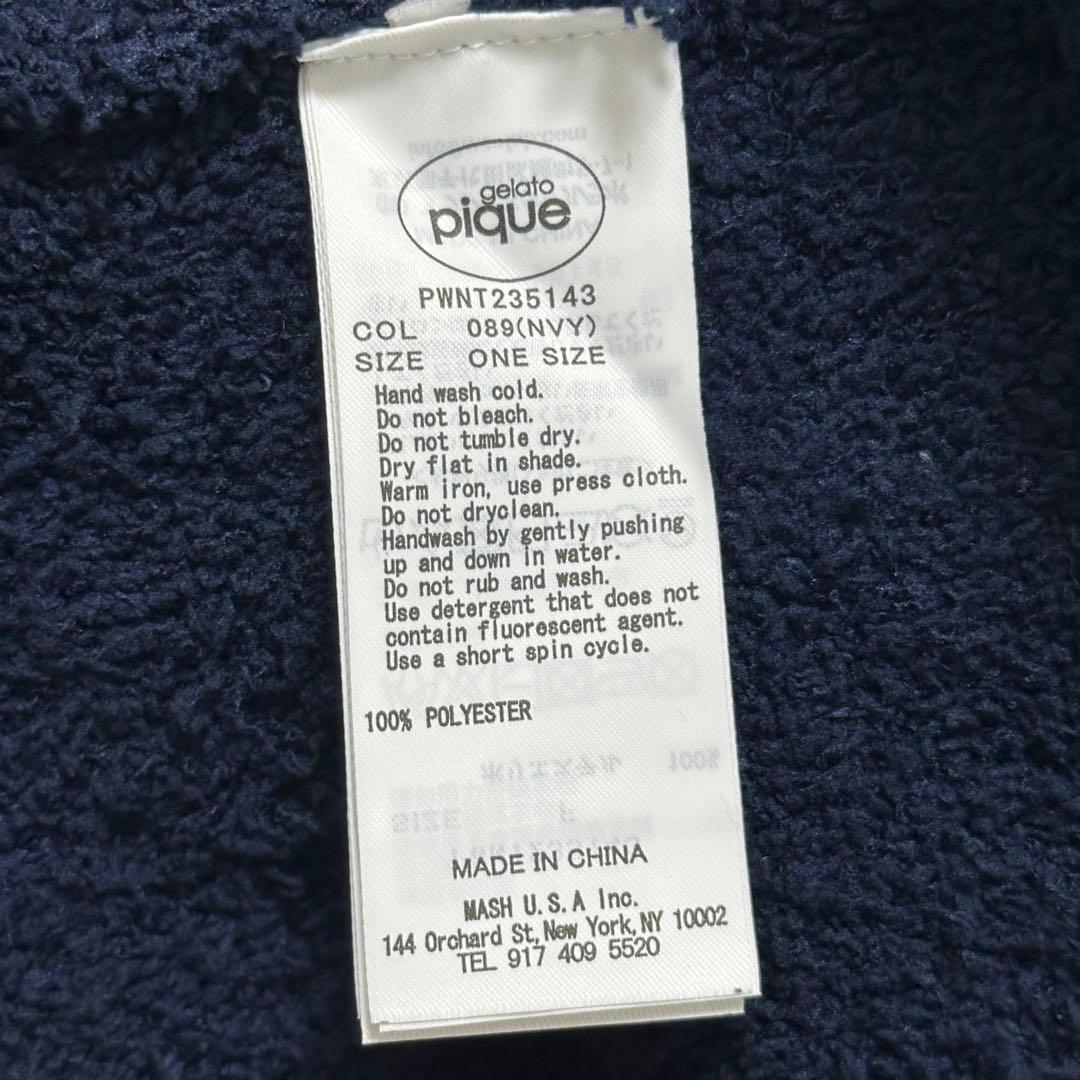 gelato
pique
PWNT235143
COL 089(NVY)
SIZE ONE SIZE
Hand wash cold.
Do not bleach.
Do not tumble dry.
Dry flat in shade.
Warm iron, use press cloth.
Do not dryclean.
Handwash by gently pushing
up and down in water.
Do not rub and wash.
Use detergent that does not
contain fluorescent agent.
Use a short spin cycle.
100% POLYESTER
MADE IN CHINA
MASH U.S.A Inc.
144 Orchard St,New York,NY 10002
TEL 917 409 5520